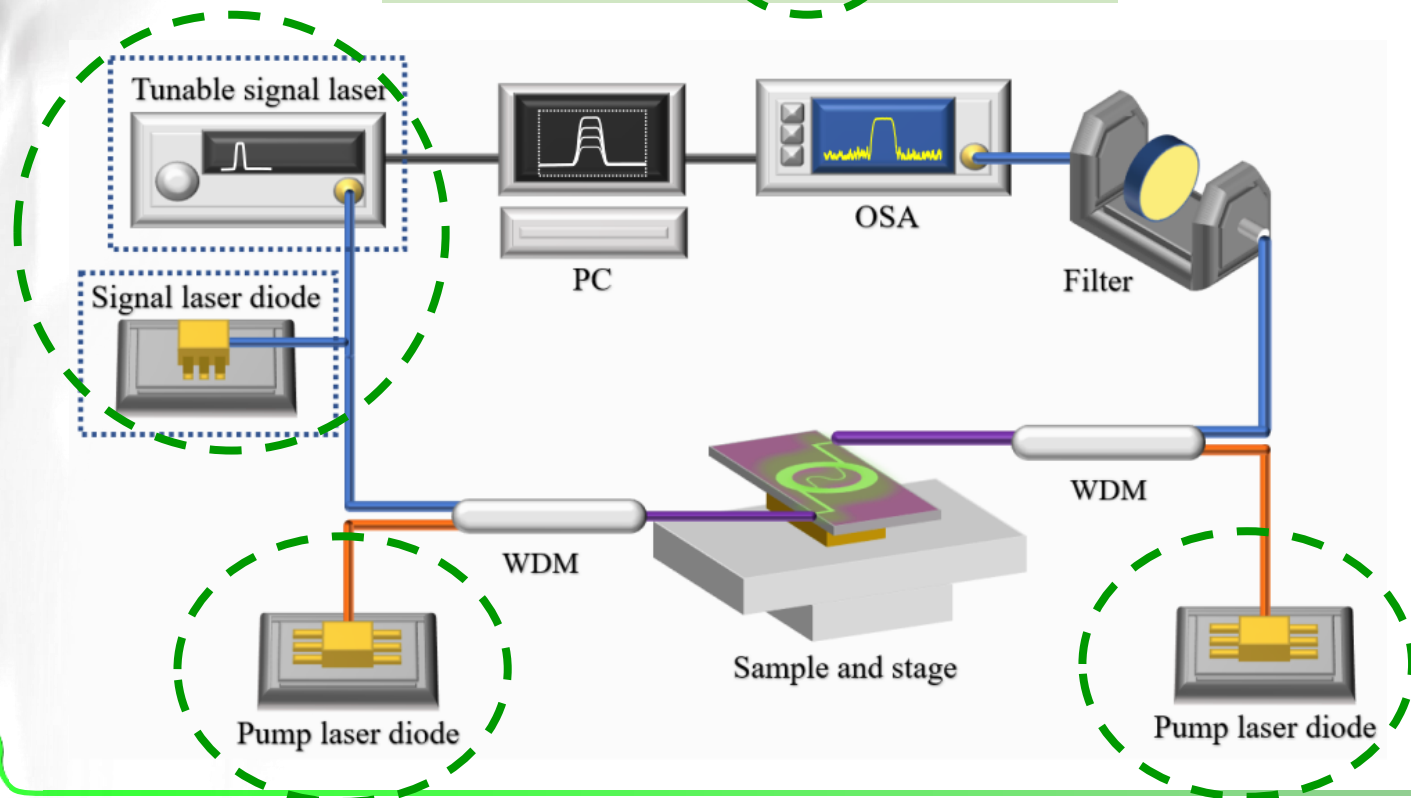 Tunable signal laser
OSA
PC
Filter
Signal laser diode
WDM
WDM
Sample and stage
Pump laser diode
Pump laser diode